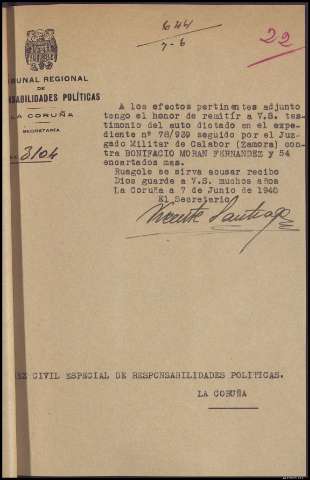 644
7-6
22
RIBUNAL REGIONAL
DE
NSABILIDADES POLÍTICAS
LA CORUÑA
SECRETARÍA
3104
A los efectos pertinentes adjunto
tengo el honor de remitir a V.S. tes-
timonio del auto dictado en el expe-
diente nº 78/939 seguido por el Juz-
gado Militar de Calabor (Zamora) con-
tra BONIFACIO MORAN FERNANDEZ y 54
encartados mas.
Ruegole se sirva acusar recibo
Dios guarde a V.S. muchos años
La Coruña a 7 de Junio de 1940
El Secretario
Vicente Santiago
EZ CIVIL ESPECIAL DE RESPONSABILIDADES POLITICAS.
LA CORUÑA